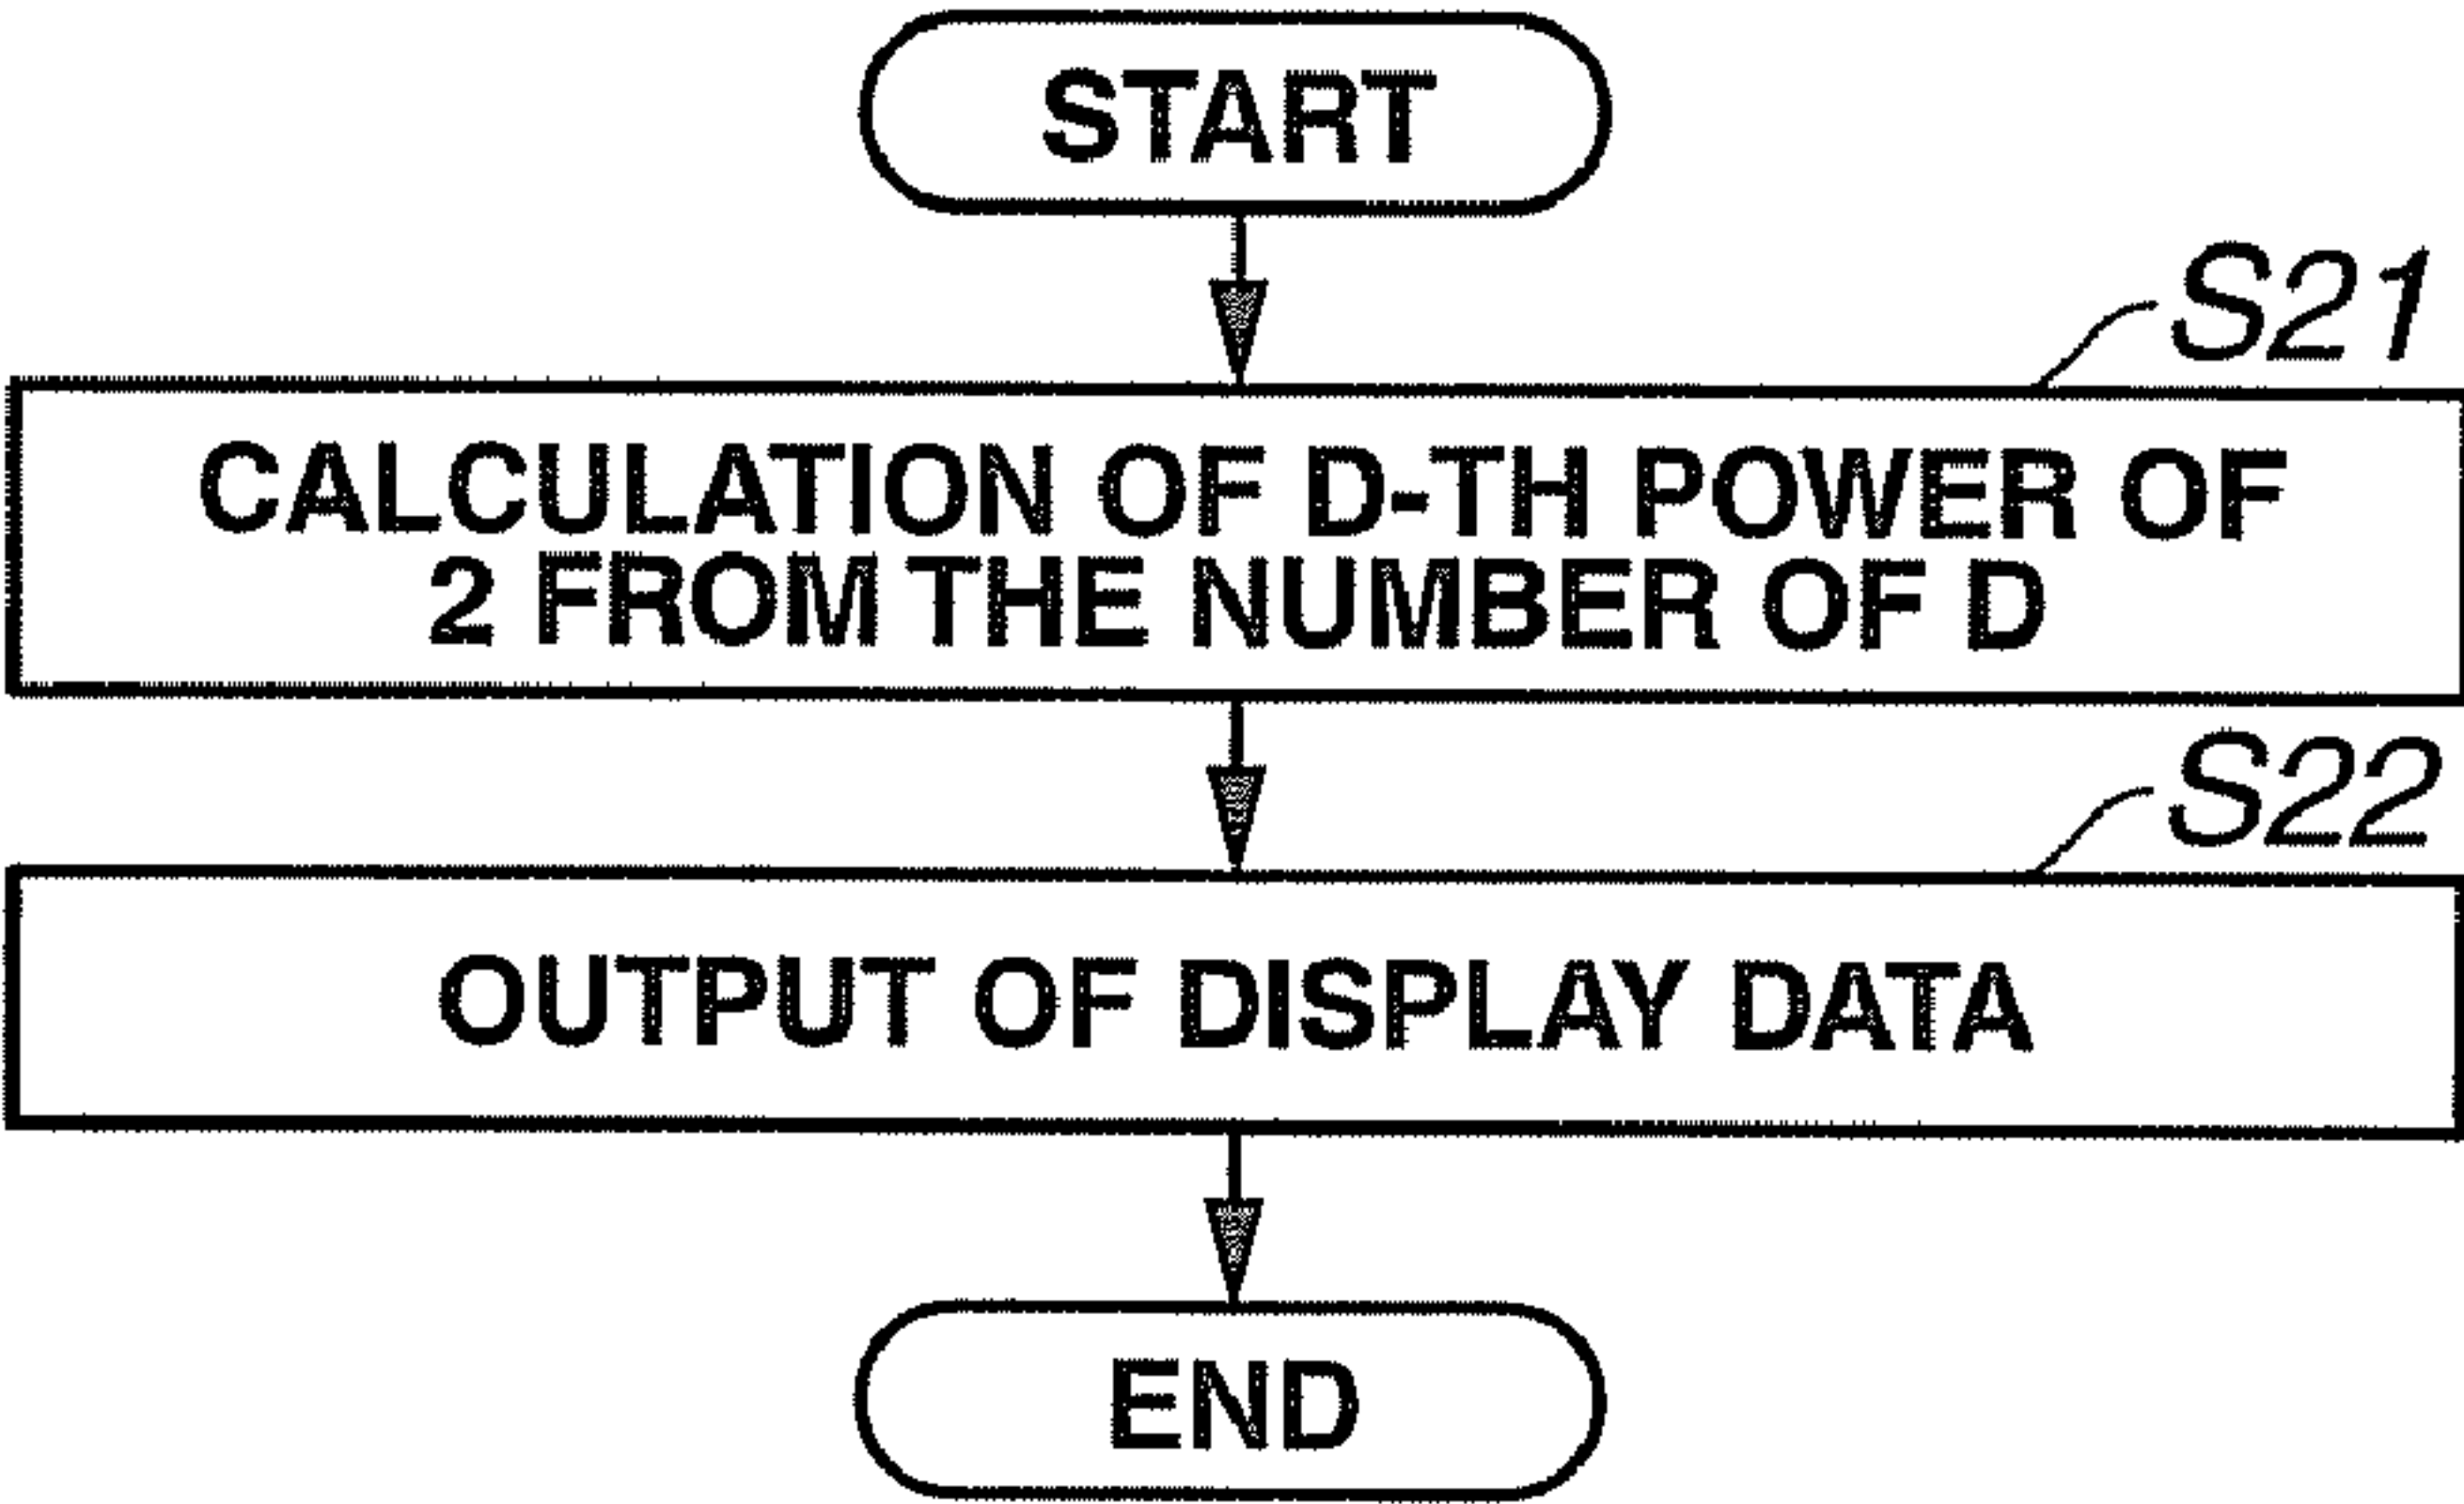 START
S21
CALCULATION OF D-TH POWER OF
2 FROM THE NUMBER OF D
S22
OUTPUT OF DISPLAY DATA
END